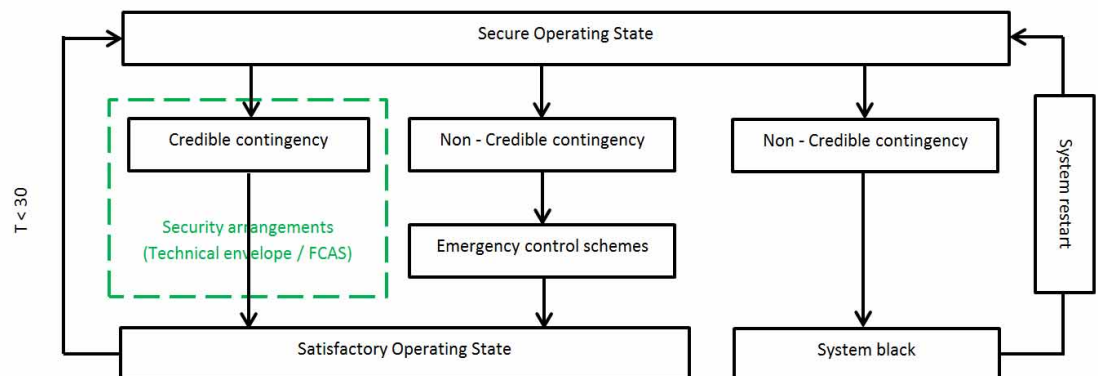 Secure Operating State
Credible contingency
Non - Credible contingency
Non - Credible contingency
System restart
T < 30
Security arrangements
(Technical envelope / FCAS)
Emergency control schemes
Satisfactory Operating State
System black